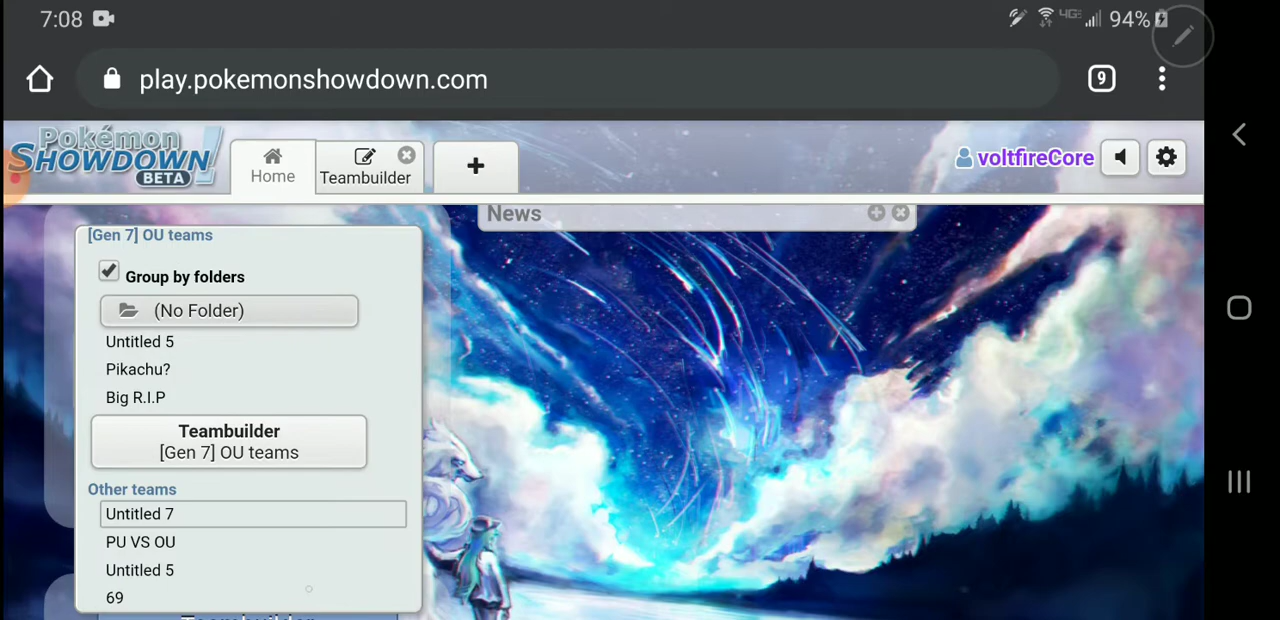 7:08
4GE 94%
play.pokemonshowdown.com
9
Pokémon
SHOWDOWN!
BETA
Home
Teambuilder
+
voltfireCore
News
[Gen 7] OU teams
Group by folders
(No Folder)
Untitled 5
Pikachu?
Big R.I.P
Teambuilder
[Gen 7] OU teams
Other teams
Untitled 7
PU VS OU
Untitled 5
69